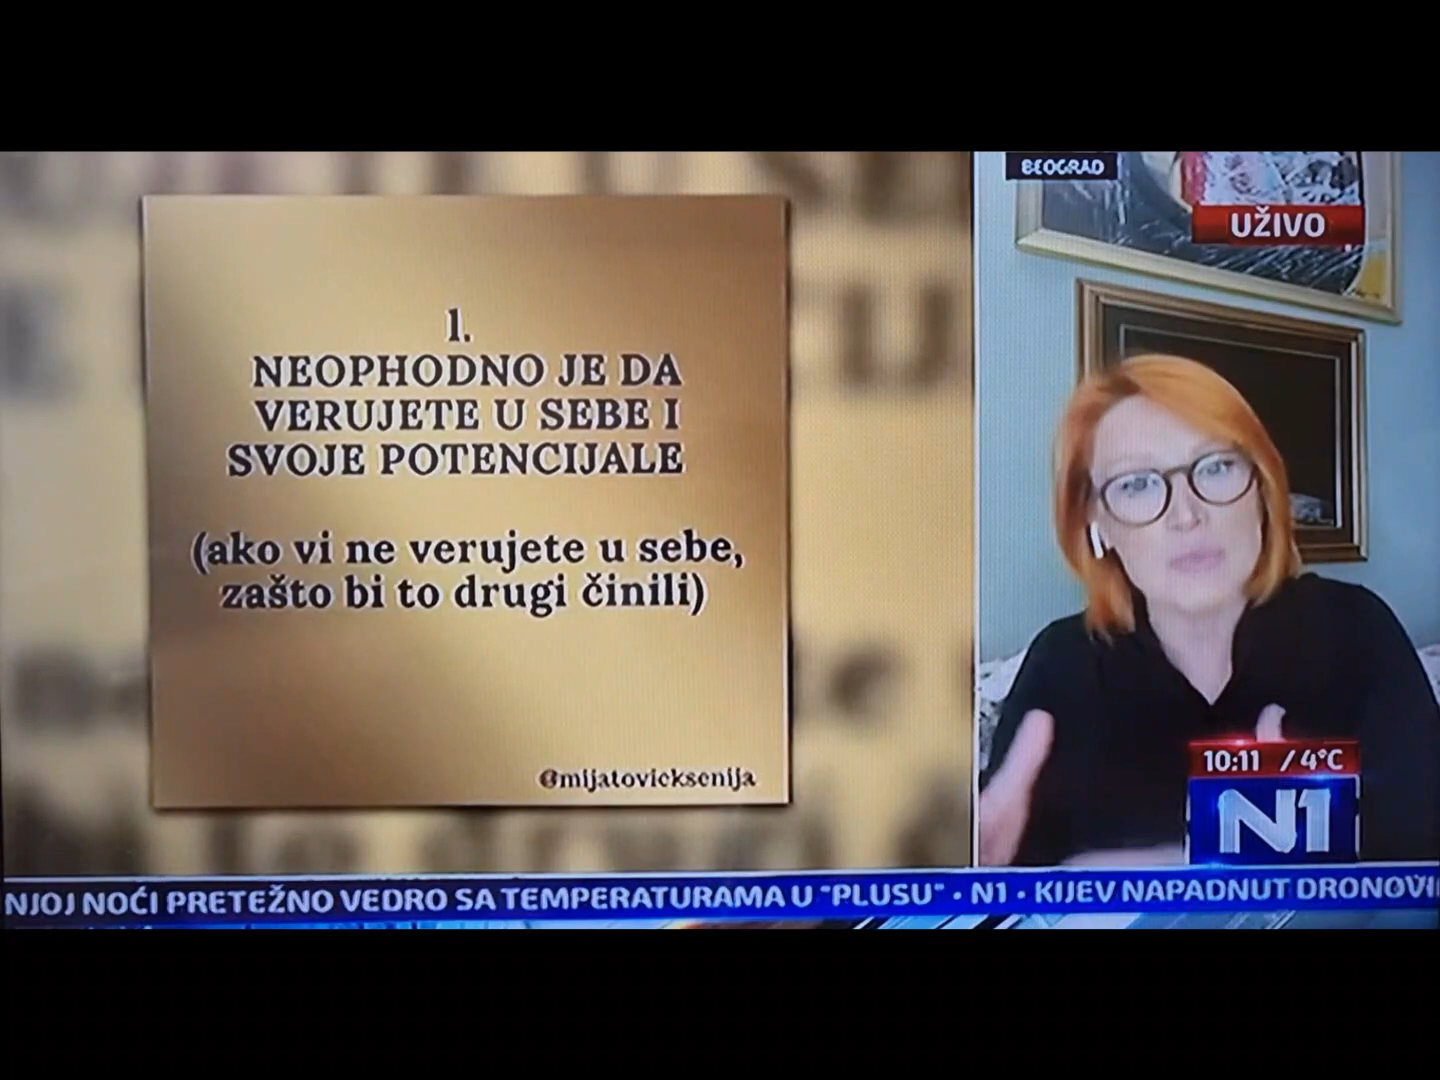 BEOGRAD
UŽIVO
1.
NEOPHODNO JE DA
VERUJETE U SEBE I
SVOJE POTENCIJALE
(ako vi ne verujete u sebe,
zašto bi to drugi činili)
@mijatovicksenija
10:11 / 4°C
N1
NJOJ NOĆI PRETEŽNO VEDRO SA TEMPERATURAMA U "PLUSU" • N1 • KIJEV NAPADNUT DRONOVI